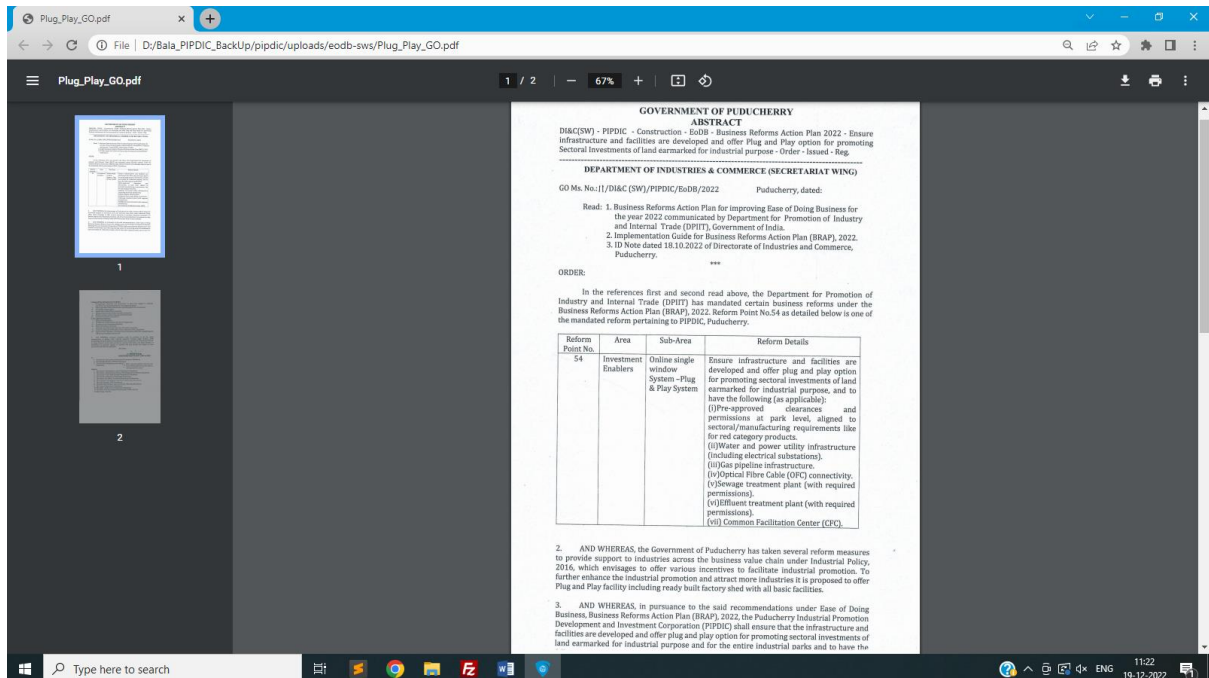 Plug_Play_GO.pdf
File | D:/Bala_PIPDIC_BackUp/pipdic/uploads/eodb-sws/Plug_Play_GO.pdf
Plug_Play_GO.pdf
1 / 2
67%
1
2
GOVERNMENT OF PUDUCHERRY
ABSTRACT
DI&C(SW) - PIPDIC - Construction - EoDB - Business Reforms Action Plan 2022 - Ensure
infrastructure and facilities are developed and offer Plug and Play option for promoting
Sectoral Investments of land earmarked for industrial purpose - Order - Issued - Reg.
DEPARTMENT OF INDUSTRIES & COMMERCE (SECRETARIAT WING)
GO Ms. No.:11/DI&C (SW)/PIPDIC/EoDB/2022 Puducherry, dated:
Read: 1. Business Reforms Action Plan for improving Ease of Doing Business for
the year 2022 communicated by Department for Promotion of Industry
and Internal Trade (DPIIT), Government of India.
2. Implementation Guide for Business Reforms Action Plan (BRAP), 2022.
3. ID Note dated 18.10.2022 of Directorate of Industries and Commerce,
Puducherry.
***
ORDER:
In the references first and second read above, the Department for Promotion of
Industry and Internal Trade (DPIIT) has mandated certain business reforms under the
Business Reforms Action Plan (BRAP), 2022. Reform Point No.54 as detailed below is one of
the mandated reform pertaining to PIPDIC, Puducherry.
Reform Point No.
Area
Sub-Area
Reform Details
54
Investment
Enablers
Online single
window
System –Plug
& Play System
Ensure infrastructure and facilities are
developed and offer plug and play option
for promoting sectoral investments of land
earmarked for industrial purpose, and to
have the following (as applicable):
(i)Pre-approved clearances and
permissions at park level, aligned to
sectoral/manufacturing requirements like
for red category products.
(ii)Water and power utility infrastructure
(including electrical substations).
(iii)Gas pipeline infrastructure.
(iv)Optical Fibre Cable (OFC) connectivity.
(v)Sewage treatment plant (with required
permissions).
(vi)Effluent treatment plant (with required
permissions).
(vii) Common Facilitation Center (CFC).
2. AND WHEREAS, the Government of Puducherry has taken several reform measures
to provide support to industries across the business value chain under Industrial Policy,
2016, which envisages to offer various incentives to facilitate industrial promotion. To
further enhance the industrial promotion and attract more industries it is proposed to offer
Plug and Play facility including ready built factory shed with all basic facilities.
3. AND WHEREAS, in pursuance to the said recommendations under Ease of Doing
Business, Business Reforms Action Plan (BRAP), 2022, the Puducherry Industrial Promotion
Development and Investment Corporation (PIPDIC) shall ensure that the infrastructure and
facilities are developed and offer plug and play option for promoting sectoral investments of
land earmarked for industrial purpose and for the entire industrial parks and to have the
Type here to search
ENG
11:22
19-12-2022